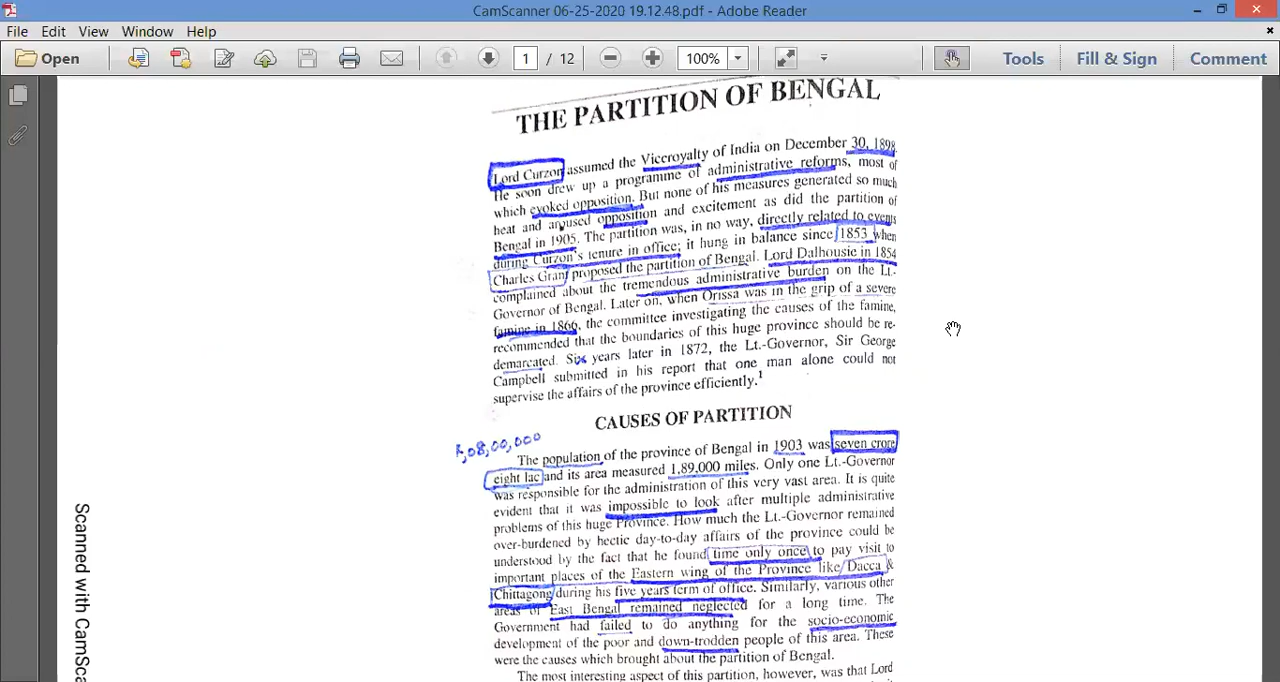 CamScanner 06-25-2020 19.12.48.pdf - Adobe Reader
File Edit View Window Help
Open 1 / 12 100% Tools Fill & Sign Comment
THE PARTITION OF BENGAL
Lord Curzon assumed the Viceroyalty of India on December 30, 1898.
He soon drew up a programme of administrative reforms, most of
which evoked opposition. But none of his measures generated so much
heat and aroused opposition and excitement as did the partition of
Bengal in 1905. The partition was, in no way, directly related to events
during Curzon's tenure in office; it hung in balance since 1853 when
Charles Grant proposed the partition of Bengal. Lord Dalhousie in 1854
complained about the tremendous administrative burden on the Lt.-
Governor of Bengal. Later on, when Orissa was in the grip of a severe
famine in 1866, the committee investigating the causes of the famine,
recommended that the boundaries of this huge province should be re-
demarcated. Six years later in 1872, the Lt.-Governor, Sir George
Campbell submitted in his report that one man alone could not
supervise the affairs of the province efficiently.1
CAUSES OF PARTITION
,08,00,000
The population of the province of Bengal in 1903 was seven crore
eight lac and its area measured 1,89,000 miles. Only one Lt.-Governor
was responsible for the administration of this very vast area. It is quite
evident that it was impossible to look after multiple administrative
problems of this huge Province. How much the Lt.-Governor remained
over-burdened by hectic day-to-day affairs of the province could be
understood by the fact that he found time only once to pay visit to
important places of the Eastern wing of the Province like Dacca &
Chittagong during his five years term of office. Similarly, various other
areas of East Bengal remained neglected for a long time. The
Government had failed to do anything for the socio-economic
development of the poor and down-trodden people of this area. These
were the causes which brought about the partition of Bengal.
The most interesting aspect of this partition, however, was that Lord
Scanned with CamSca